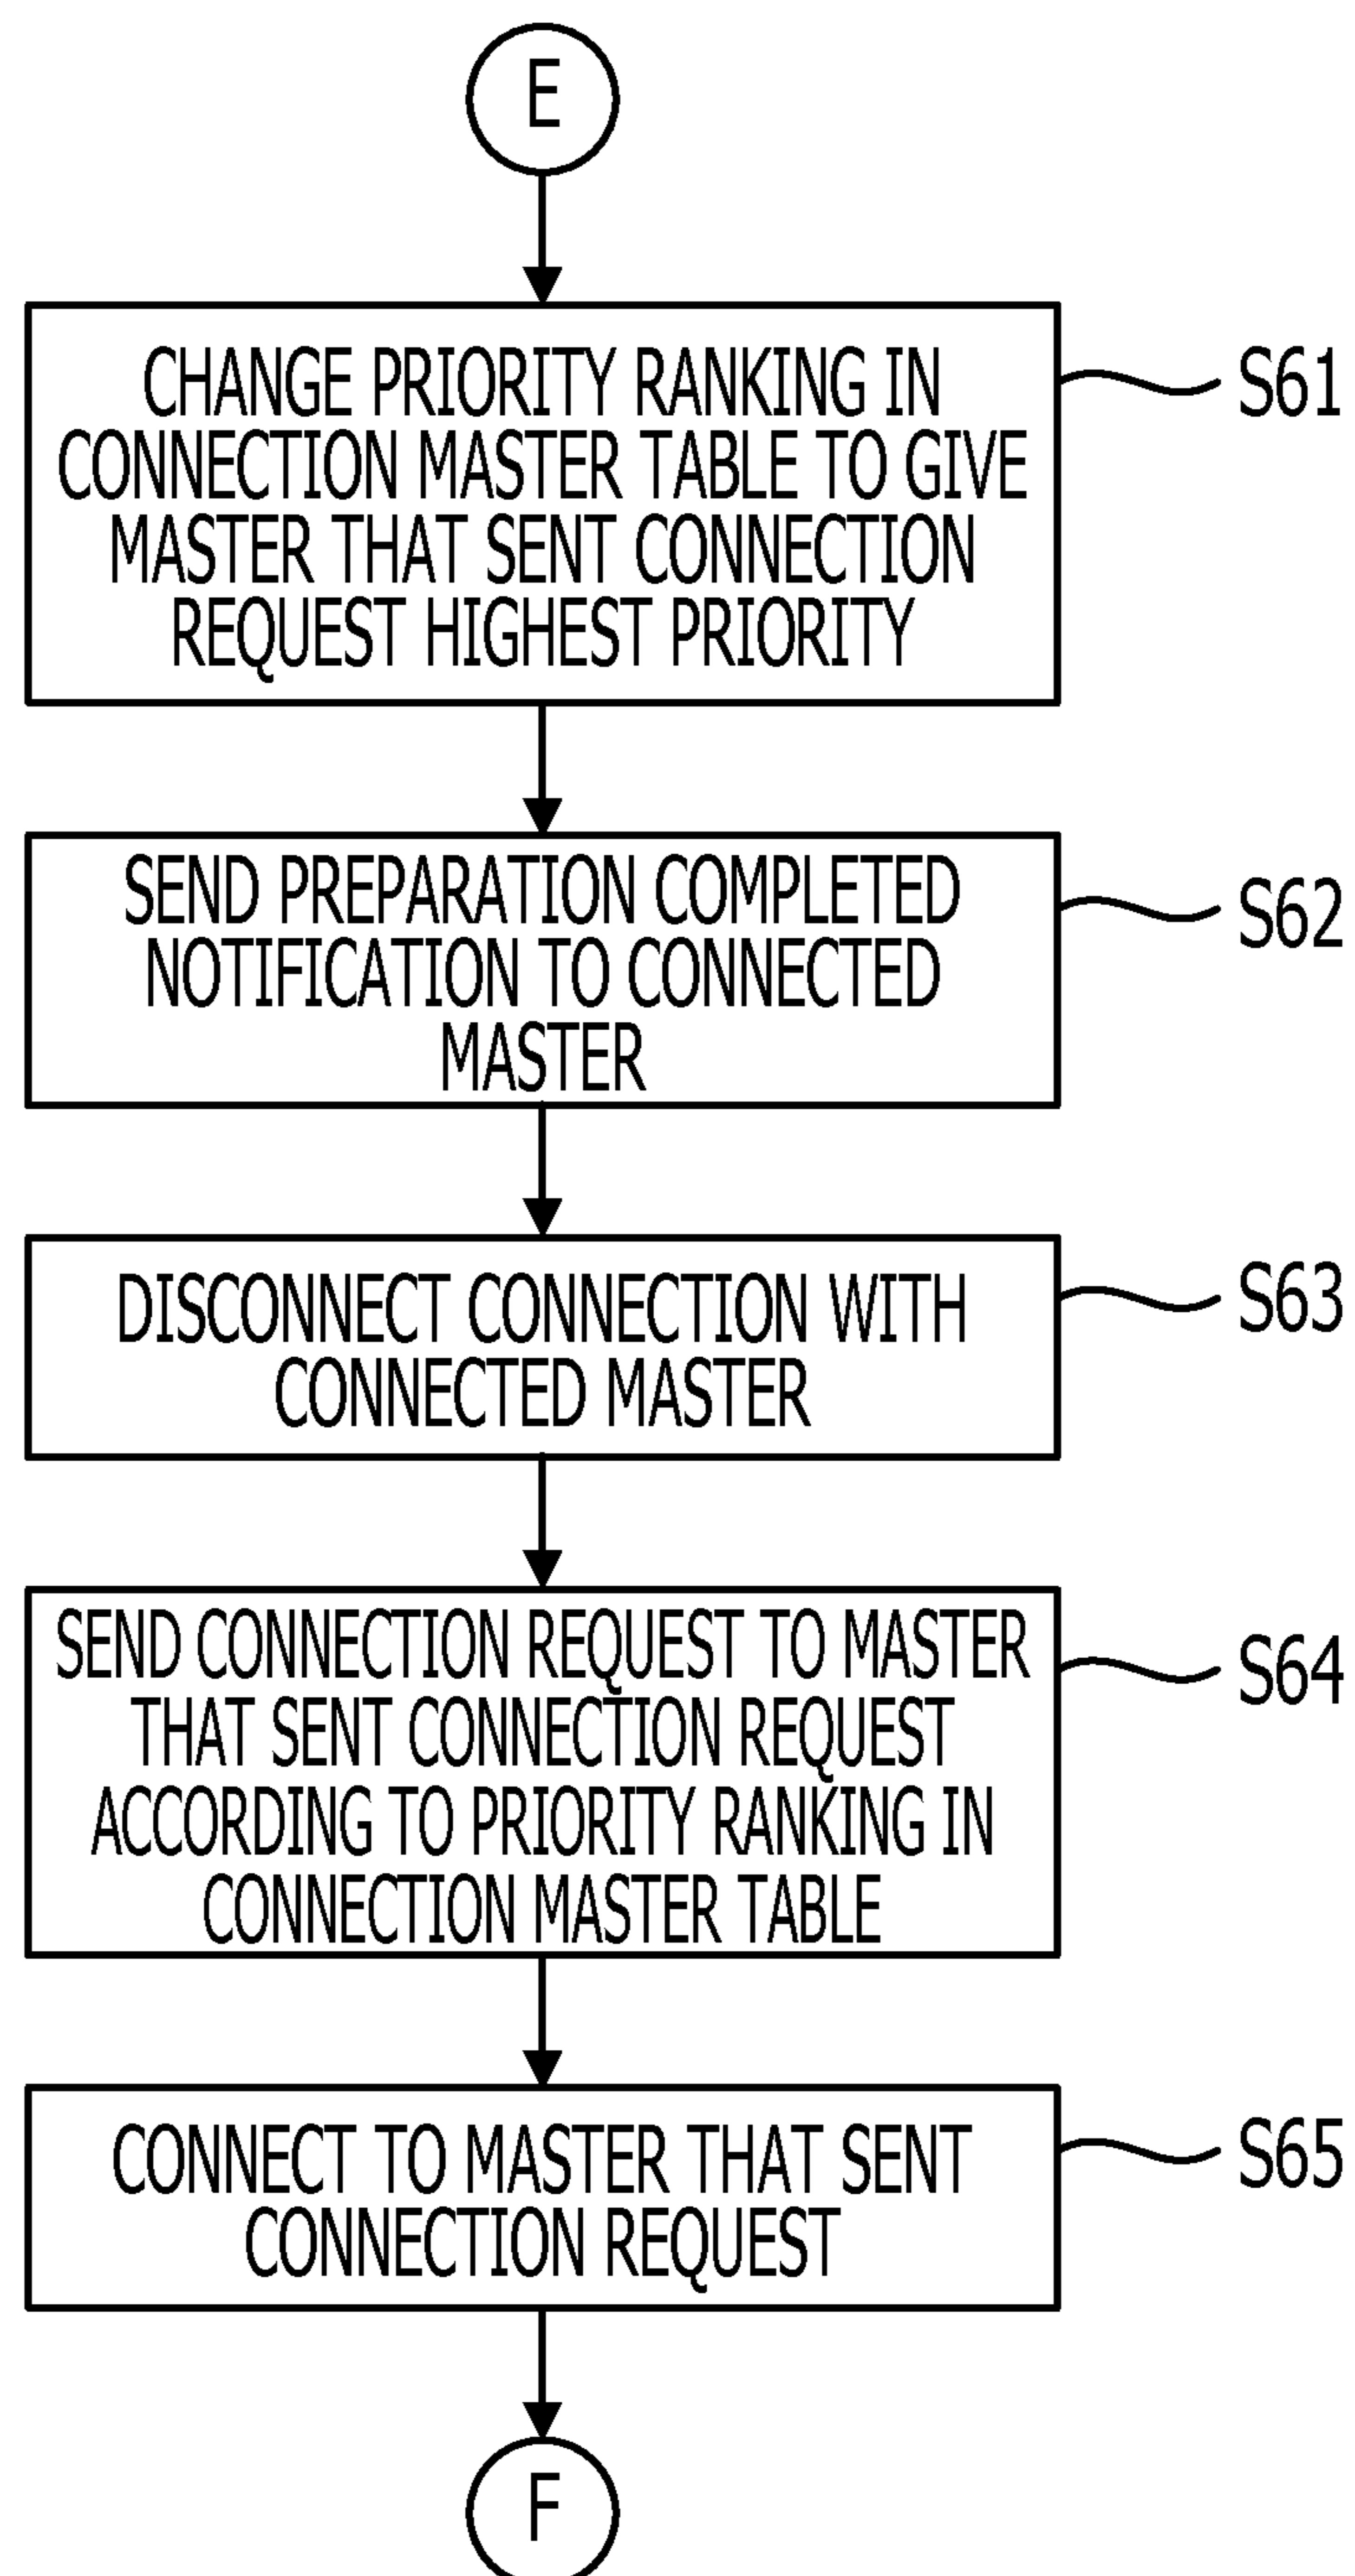 E
CHANGE PRIORITY RANKING IN
CONNECTION MASTER TABLE TO GIVE
MASTER THAT SENT CONNECTION
REQUEST HIGHEST PRIORITY
S61
SEND PREPARATION COMPLETED
NOTIFICATION TO CONNECTED
MASTER
S62
DISCONNECT CONNECTION WITH
CONNECTED MASTER
S63
SEND CONNECTION REQUEST TO MASTER
THAT SENT CONNECTION REQUEST
ACCORDING TO PRIORITY RANKING IN
CONNECTION MASTER TABLE
S64
CONNECT TO MASTER THAT SENT
CONNECTION REQUEST
S65
F